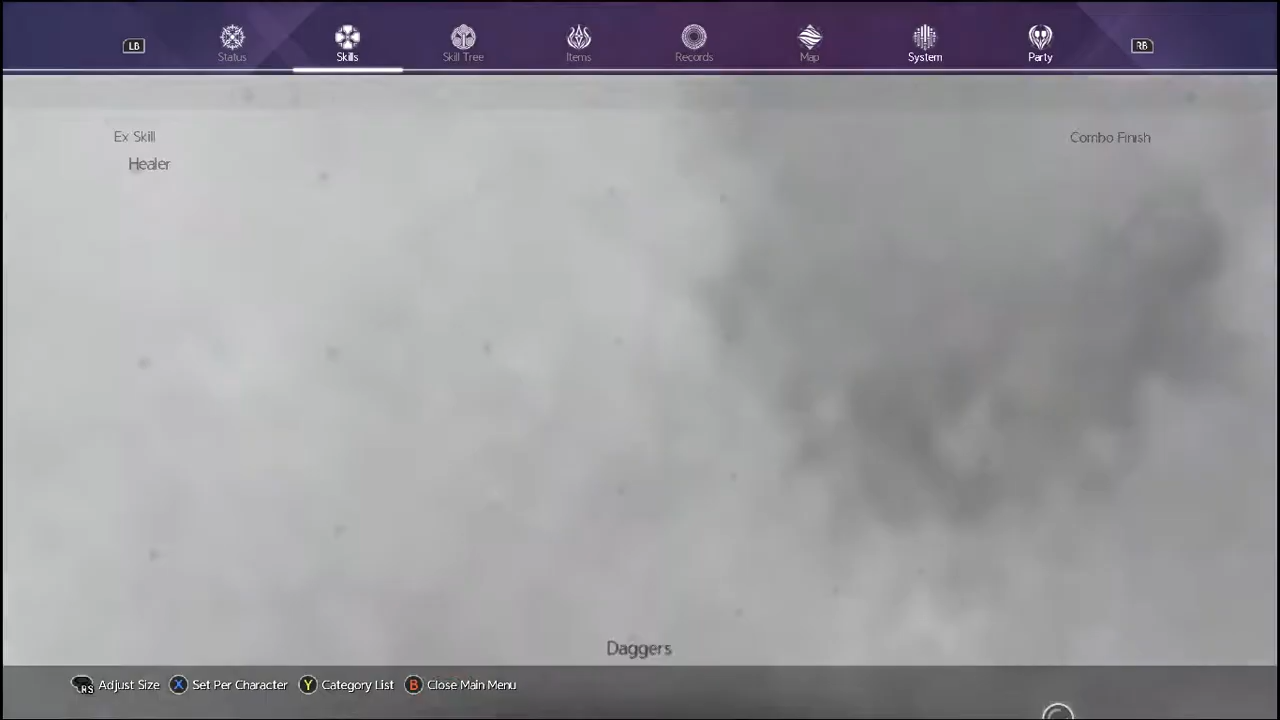 LB
Status
Skills
Skill Tree
Items
Records
Map
System
Party
RB
Ex Skill
Combo Finish
Healer
Daggers
RS Adjust Size X Set Per Character Y Category List B Close Main Menu